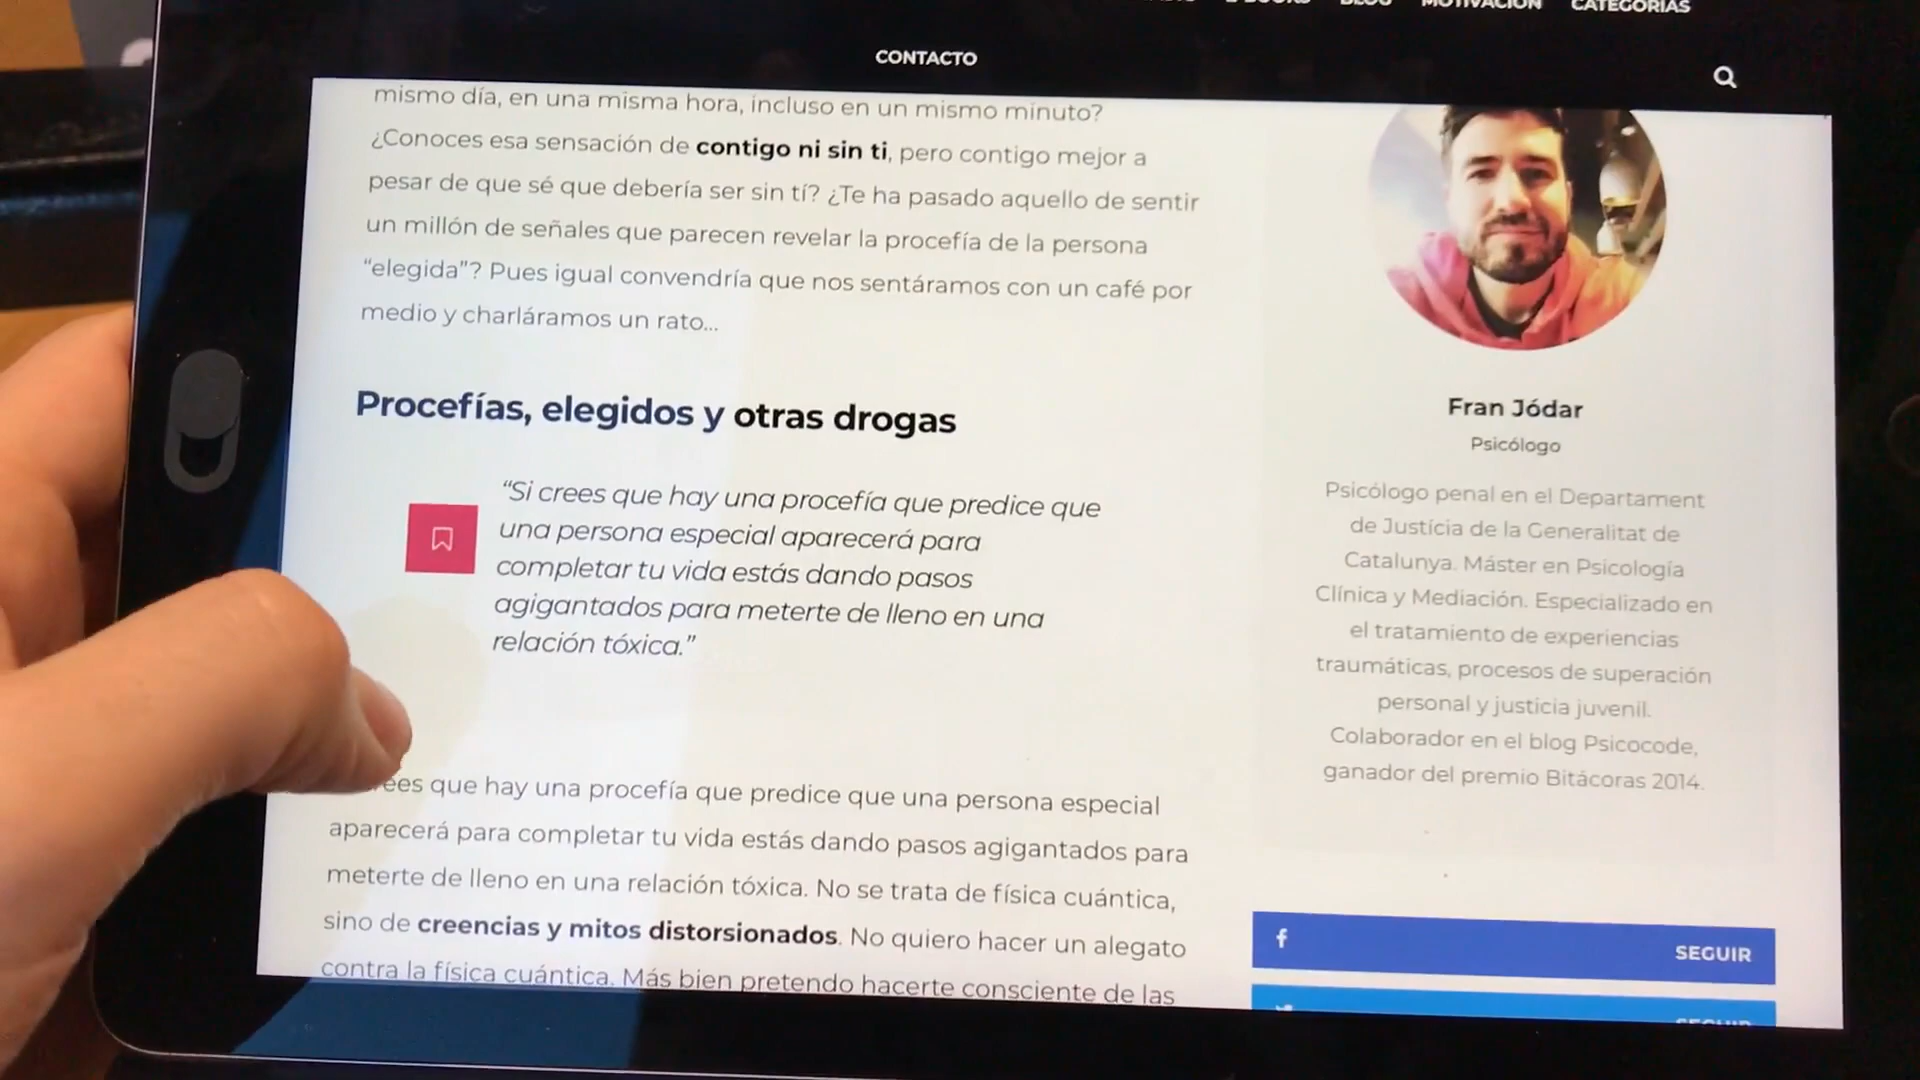 MOTIVACIÓN
CATEGORÍAS
CONTACTO
mismo día, en una misma hora, incluso en un mismo minuto?
¿Conoces esa sensación de contigo ni sin ti, pero contigo mejor a
pesar de que sé que debería ser sin tí? ¿Te ha pasado aquello de sentir
un millón de señales que parecen revelar la procefía de la persona
“elegida”? Pues igual convendría que nos sentáramos con un café por
medio y charláramos un rato...
Procefías, elegidos y otras drogas
“Si crees que hay una procefía que predice que
una persona especial aparecerá para
completar tu vida estás dando pasos
agigantados para meterte de lleno en una
relación tóxica.”
que hay una procefía que predice que una persona especial
aparecerá para completar tu vida estás dando pasos agigantados para
meterte de lleno en una relación tóxica. No se trata de física cuántica,
sino de creencias y mitos distorsionados. No quiero hacer un alegato
contra la física cuántica. Más bien pretendo hacerte consciente de las
Fran Jódar
Psicólogo
Psicólogo penal en el Departament
de Justícia de la Generalitat de
Catalunya. Máster en Psicología
Clínica y Mediación. Especializado en
el tratamiento de experiencias
traumáticas, procesos de superación
personal y justicia juvenil.
Colaborador en el blog Psicocode,
ganador del premio Bitácoras 2014.
f SEGUIR
SEGUIR